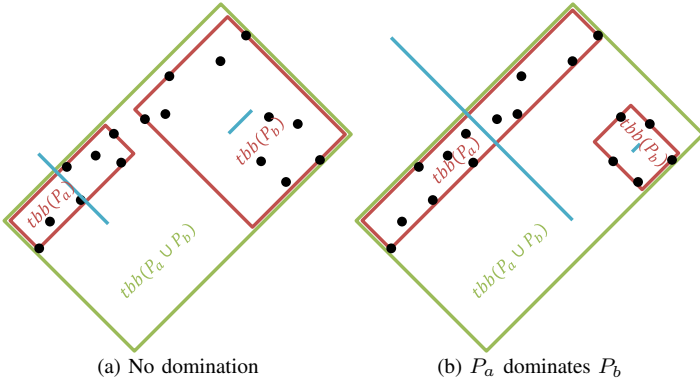 tbb(P_a)
tbb(P_b)
tbb(P_a ∪ P_b)
(a) No domination
tbb(P_a)
tbb(P_b)
tbb(P_a ∪ P_b)
(b) P_a dominates P_b